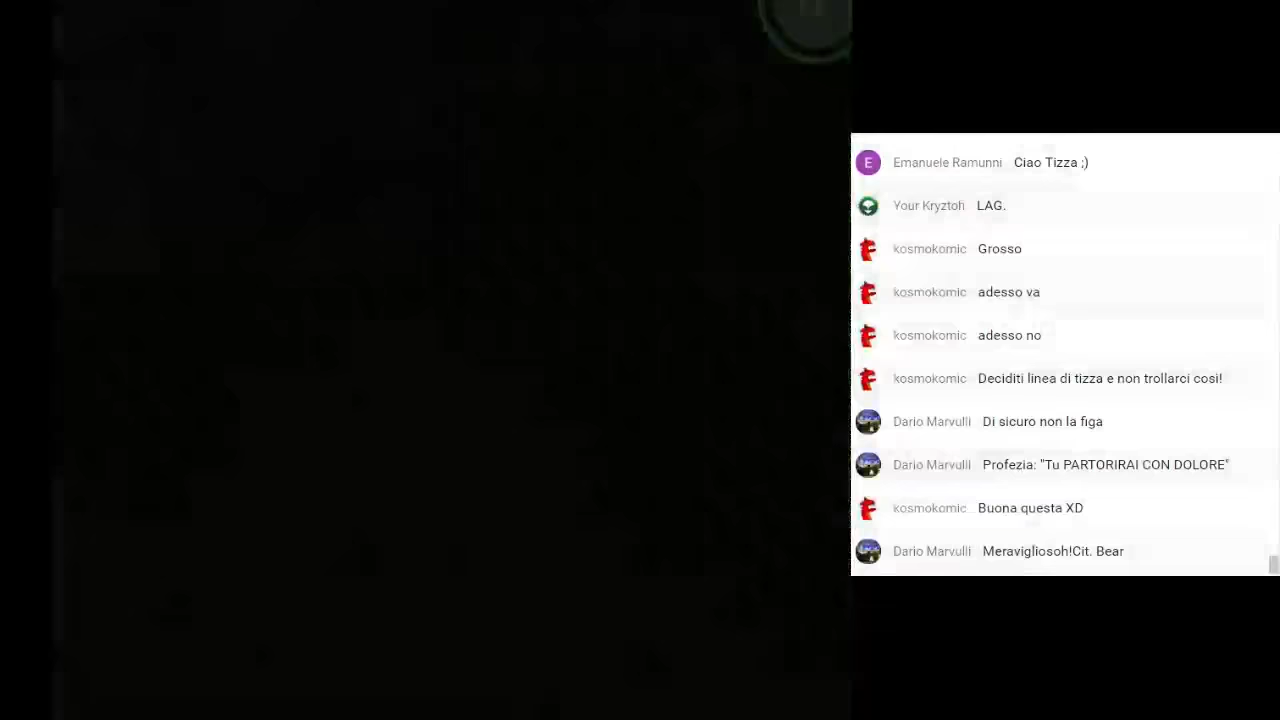 E Emanuele Ramunni Ciao Tizza ;)
Your Kryztoh LAG.
kosmokomic Grosso
kosmokomic adesso va
kosmokomic adesso no
kosmokomic Deciditi linea di tizza e non trollarci cosi!
Dario Marvulli Di sicuro non la figa
Dario Marvulli Profezia: "Tu PARTORIRAI CON DOLORE"
kosmokomic Buona questa XD
Dario Marvulli Meravigliosoh!Cit. Bear